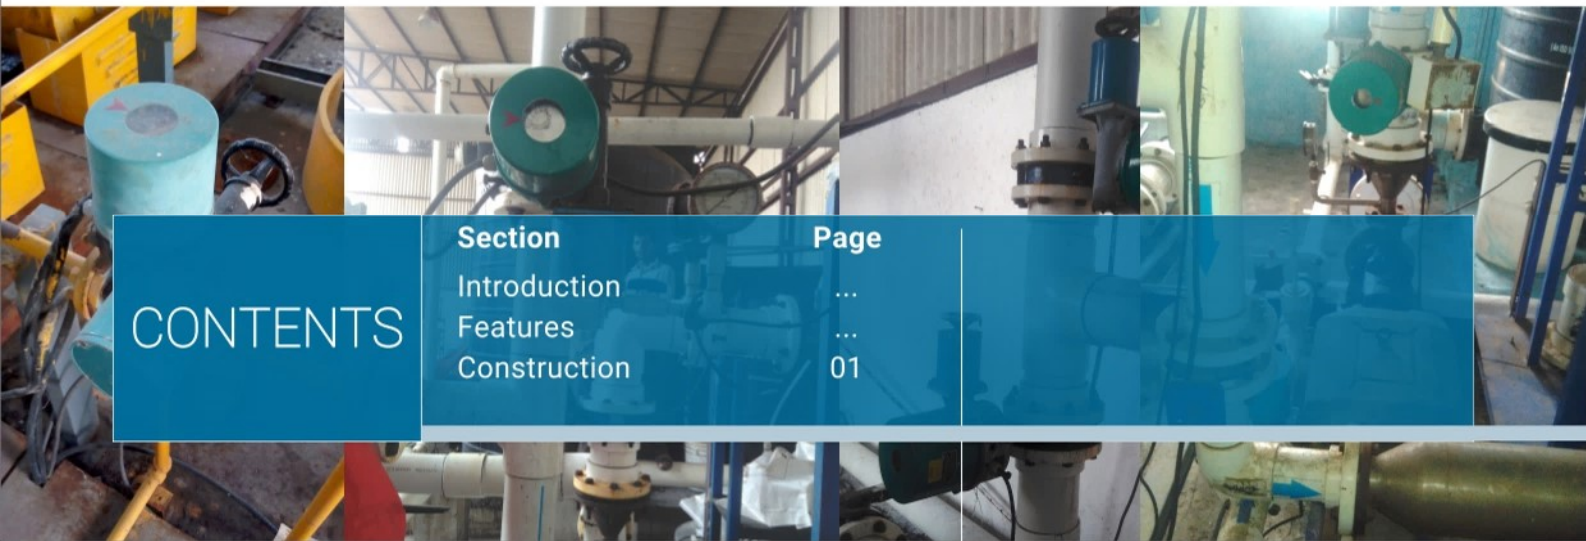 CONTENTS
Section Page
Introduction ...
Features ...
Construction 01